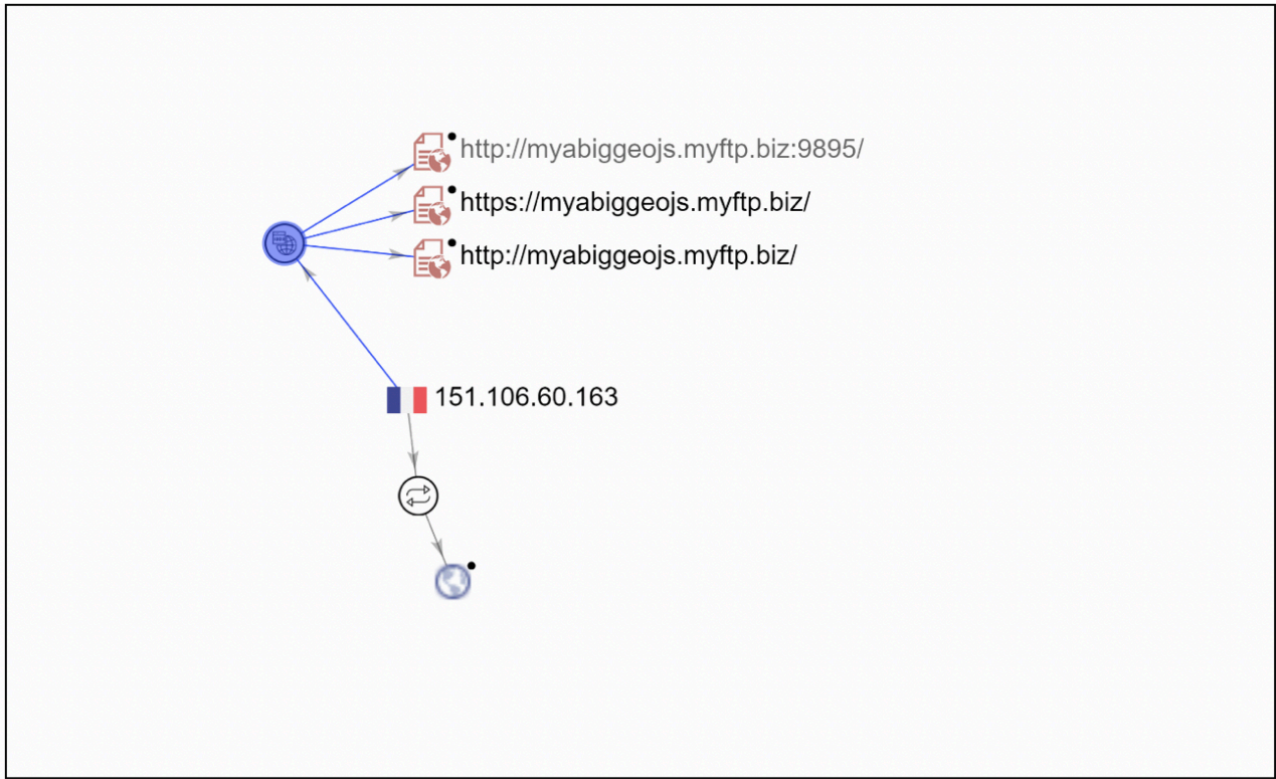 http://myabiggeojs.myftp.biz:9895/
https://myabiggeojs.myftp.biz/
http://myabiggeojs.myftp.biz/
151.106.60.163